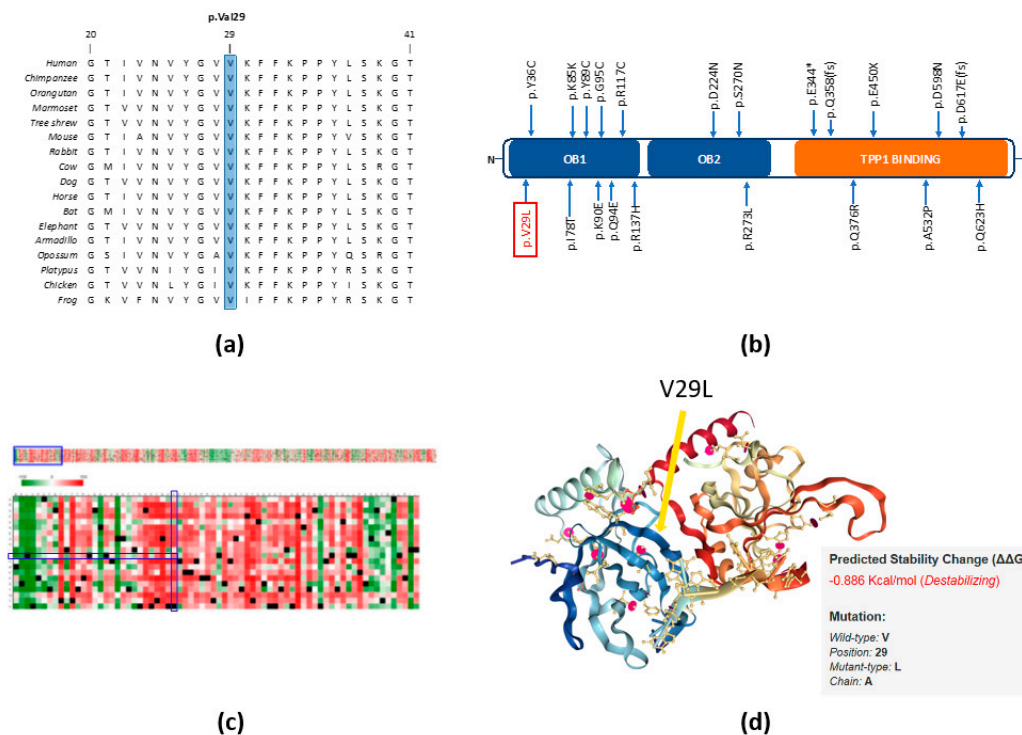 p.Val29
20 29 41
Human G T I V N V Y G V V K F F K P P Y L S K G T
Chimpanzee G T I V N V Y G V V K F F K P P Y L S K G T
Orangutan G T I V N V Y G V V K F F K P P Y L S K G T
Marmoset G T V V N V Y G V V K F F K P P Y L S K G T
Tree shrew G T V V N V Y G V V K F F K P P Y L S K G T
Mouse G T I A N V Y G V V K F F K P P Y V S K G T
Rabbit G T I V N V Y G V V K F F K P P Y L S K G T
Cow G M I V N V Y G V V K F F K P P Y L S R G T
Dog G T V V N V Y G V V K F F K P P Y L S K G T
Horse G T I V N V Y G V V K F F K P P Y L S K G T
Bat G M I V N V Y G V V K F F K P P Y L S K G T
Elephant G T V V N V Y G V V K F F K P P Y L S K G T
Armadillo G T I V N V Y G V V K F F K P P Y L S K G T
Opossum G S I V N V Y G A V K F F K P P Y Q S R G T
Platypus G T V V N I Y G I V K F F K P P Y R S K G T
Chicken G T V V N L Y G I V K F F K P P Y I S K G T
Frog G K V F N V Y G V V I F F K P P Y R S K G T
(a)
p.Y36C p.K85K p.Y89C p.G95C p.R117C p.D224N p.S270N p.E344* p.Q358(fs) p.E450X p.D598N p.D617E(fs)
N OB1 OB2 TPP1 BINDING
p.V29L p.I78T p.K90E p.Q94E p.R137H p.R273L p.Q376R p.A532P p.Q623H
(b)
(c)
V29L
Predicted Stability Change (ΔΔG
-0.886 Kcal/mol (Destabilizing)
Mutation:
Wild-type: V
Position: 29
Mutant-type: L
Chain: A
(d)